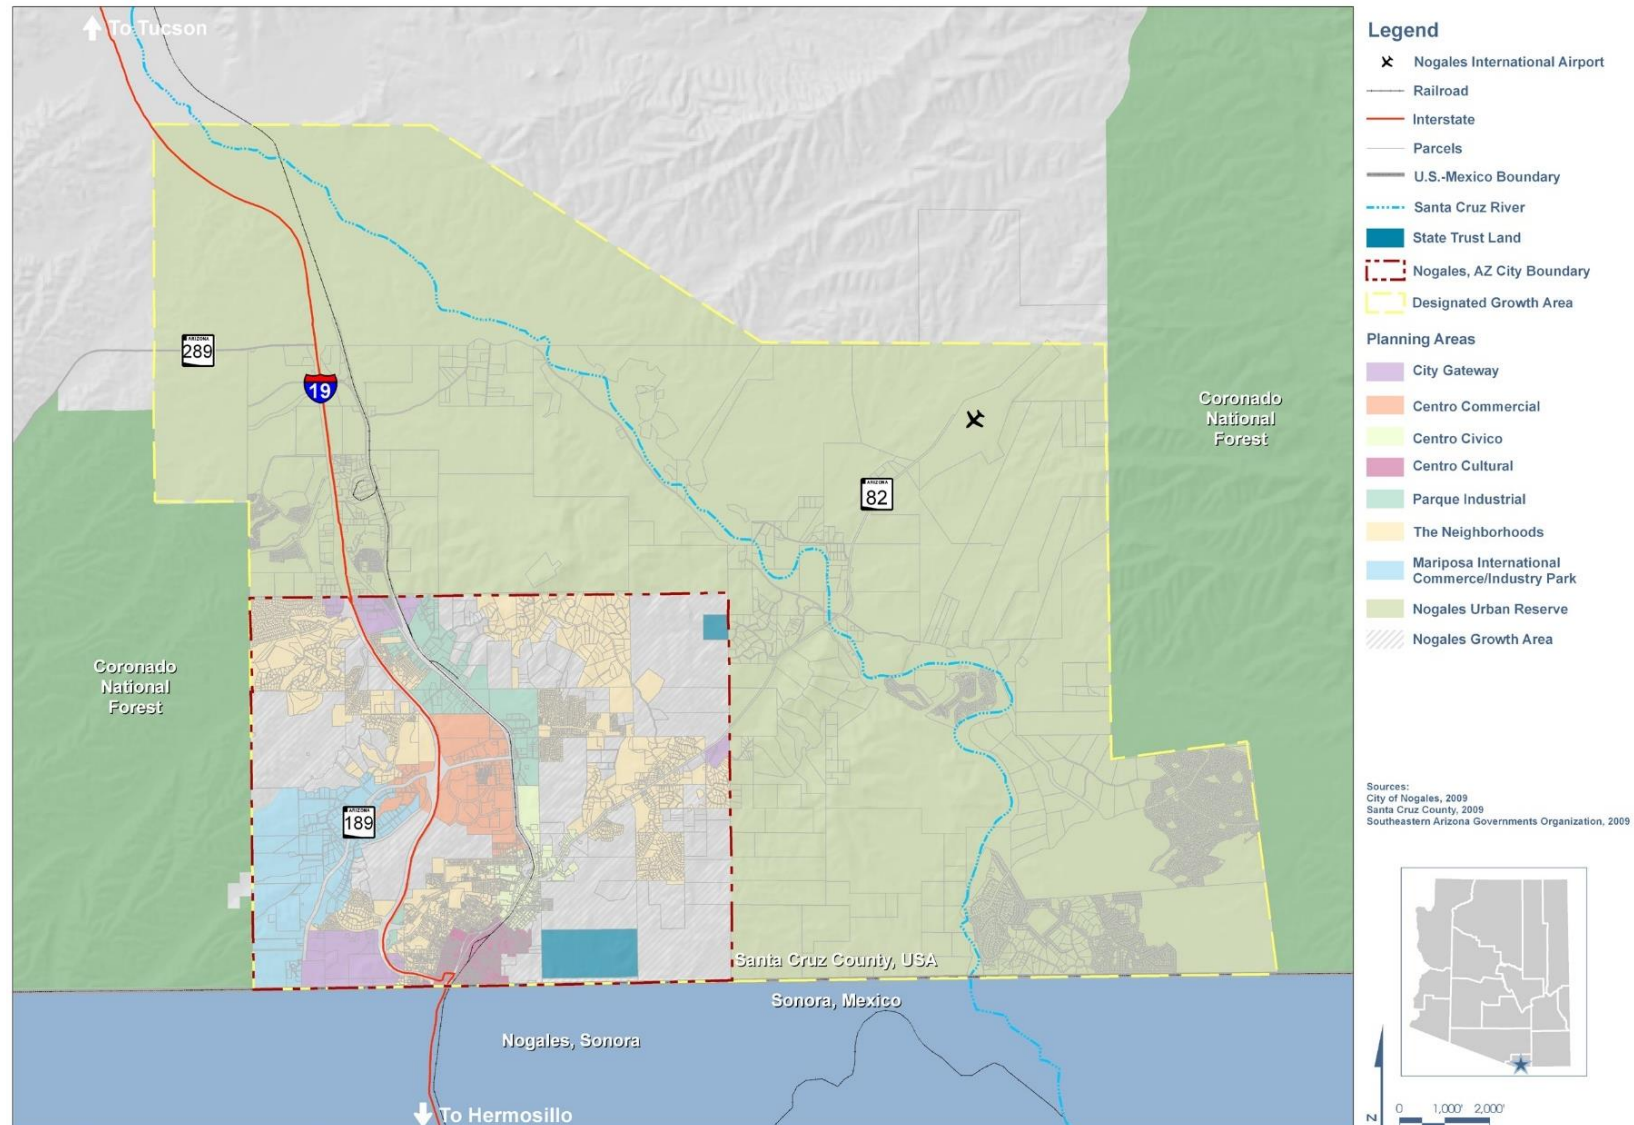 To Tucson
ARIZONA
289
19
ARIZONA
82
Coronado
National
Forest
Coronado
National
Forest
ARIZONA
189
Santa Cruz County, USA
Sonora, Mexico
Nogales, Sonora
To Hermosillo
Legend
Nogales International Airport
Railroad
Interstate
Parcels
U.S.-Mexico Boundary
Santa Cruz River
State Trust Land
Nogales, AZ City Boundary
Designated Growth Area
Planning Areas
City Gateway
Centro Commercial
Centro Civico
Centro Cultural
Parque Industrial
The Neighborhoods
Mariposa International
Commerce/Industry Park
Nogales Urban Reserve
Nogales Growth Area
Sources:
City of Nogales, 2009
Santa Cruz County, 2009
Southeastern Arizona Governments Organization, 2009
N
0 1,000' 2,000'